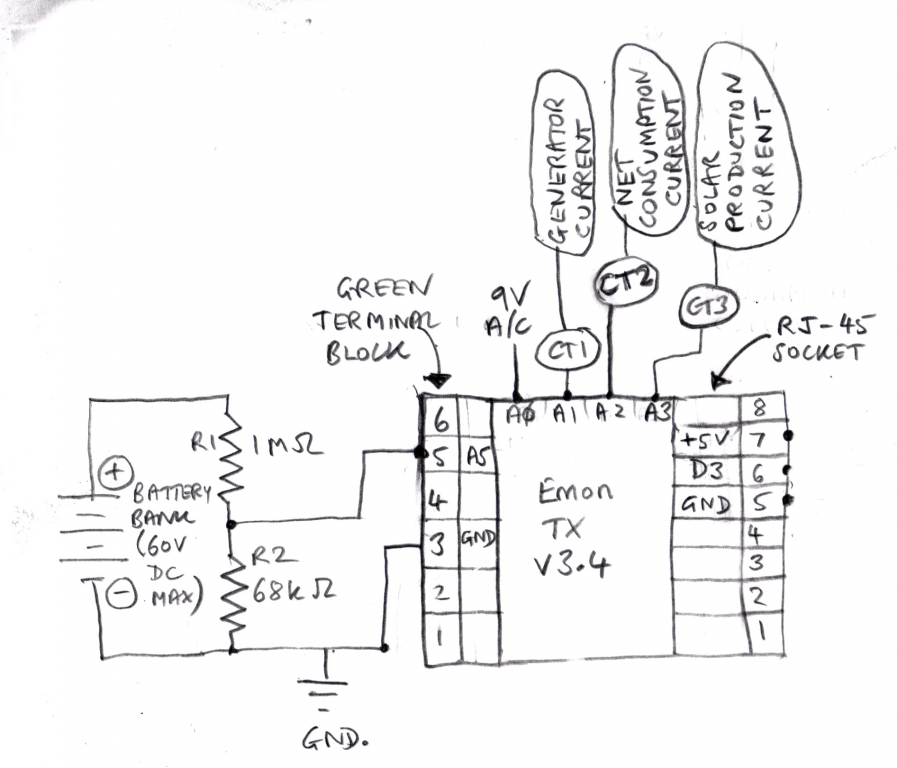 GENERATOR
CURRENT
NET
CONSUMATION
CURRENT
SOLAR
PRODUCTION
CURRENT
GREEN
TERMINAL
BLOCK
9V
A/C
CT1
CT2
CT3
RJ-45
SOCKET
R1
1MΩ
+
BATTERY
BANK
(60V
DC
MAX)
-
R2
68kΩ
GND.
6
5 A5
4
3 GND
2
1
A0 A1 A2 A3
Emon
TX
V3.4
8
+5V 7
D3 6
GND 5
4
3
2
1